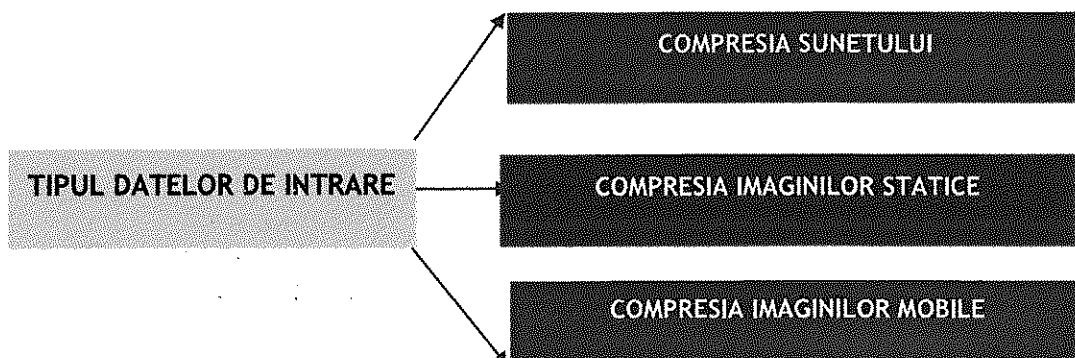 COMPRESIA SUNETULUI
TIPUL DATELOR DE INTRARE
COMPRESIA IMAGINILOR STATICE
COMPRESIA IMAGINILOR MOBILE